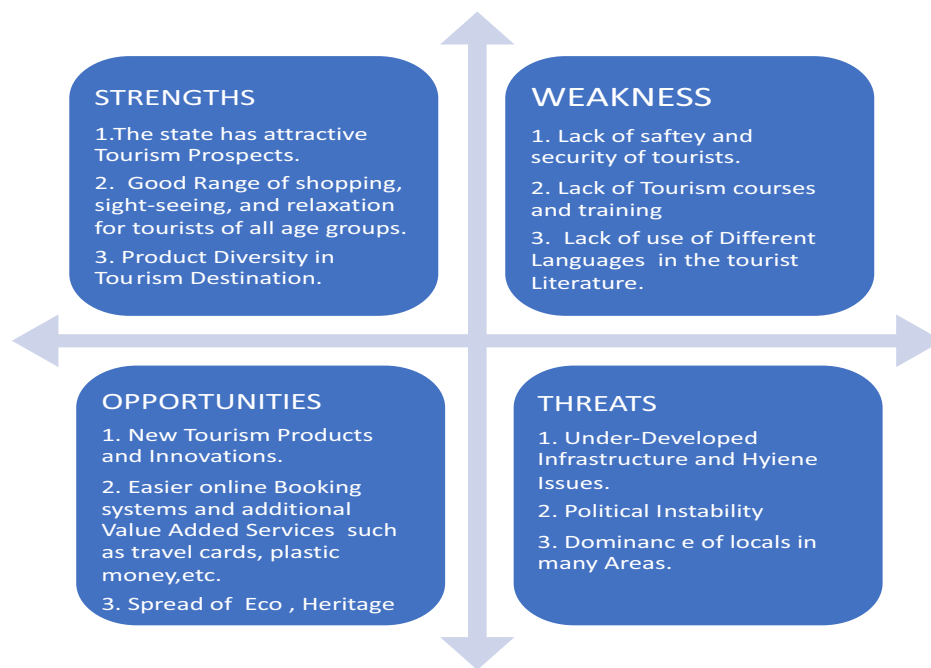 STRENGTHS
1.The state has attractive
Tourism Prospects.
2. Good Range of shopping,
sight-seeing, and relaxation
for tourists of all age groups.
3. Product Diversity in
Tourism Destination.
WEAKNESS
1. Lack of saftey and
security of tourists.
2. Lack of Tourism courses
and training
3. Lack of use of Different
Languages in the tourist
Literature.
OPPORTUNITIES
1. New Tourism Products
and Innovations.
2. Easier online Booking
systems and additional
Value Added Services such
as travel cards, plastic
money,etc.
3. Spread of Eco , Heritage
THREATS
1. Under-Developed
Infrastructure and Hyiene
Issues.
2. Political Instability
3. Dominanc e of locals in
many Areas.